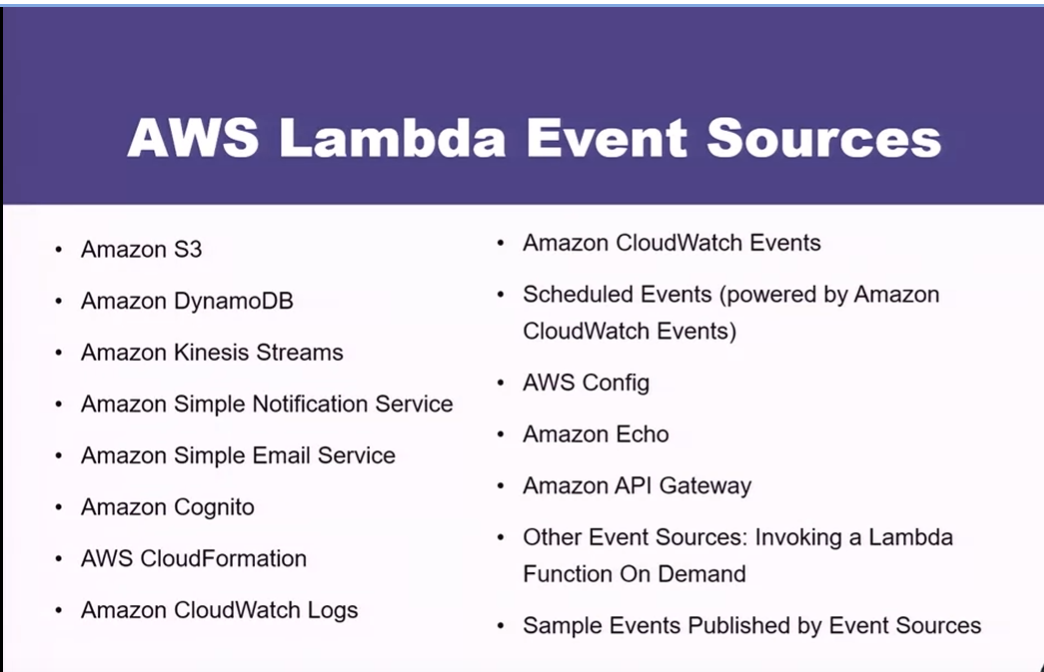 AWS Lambda Event Sources
• Amazon S3
• Amazon DynamoDB
• Amazon Kinesis Streams
• Amazon Simple Notification Service
• Amazon Simple Email Service
• Amazon Cognito
• AWS CloudFormation
• Amazon CloudWatch Logs
• Amazon CloudWatch Events
• Scheduled Events (powered by Amazon
CloudWatch Events)
• AWS Config
• Amazon Echo
• Amazon API Gateway
• Other Event Sources: Invoking a Lambda
Function On Demand
• Sample Events Published by Event Sources